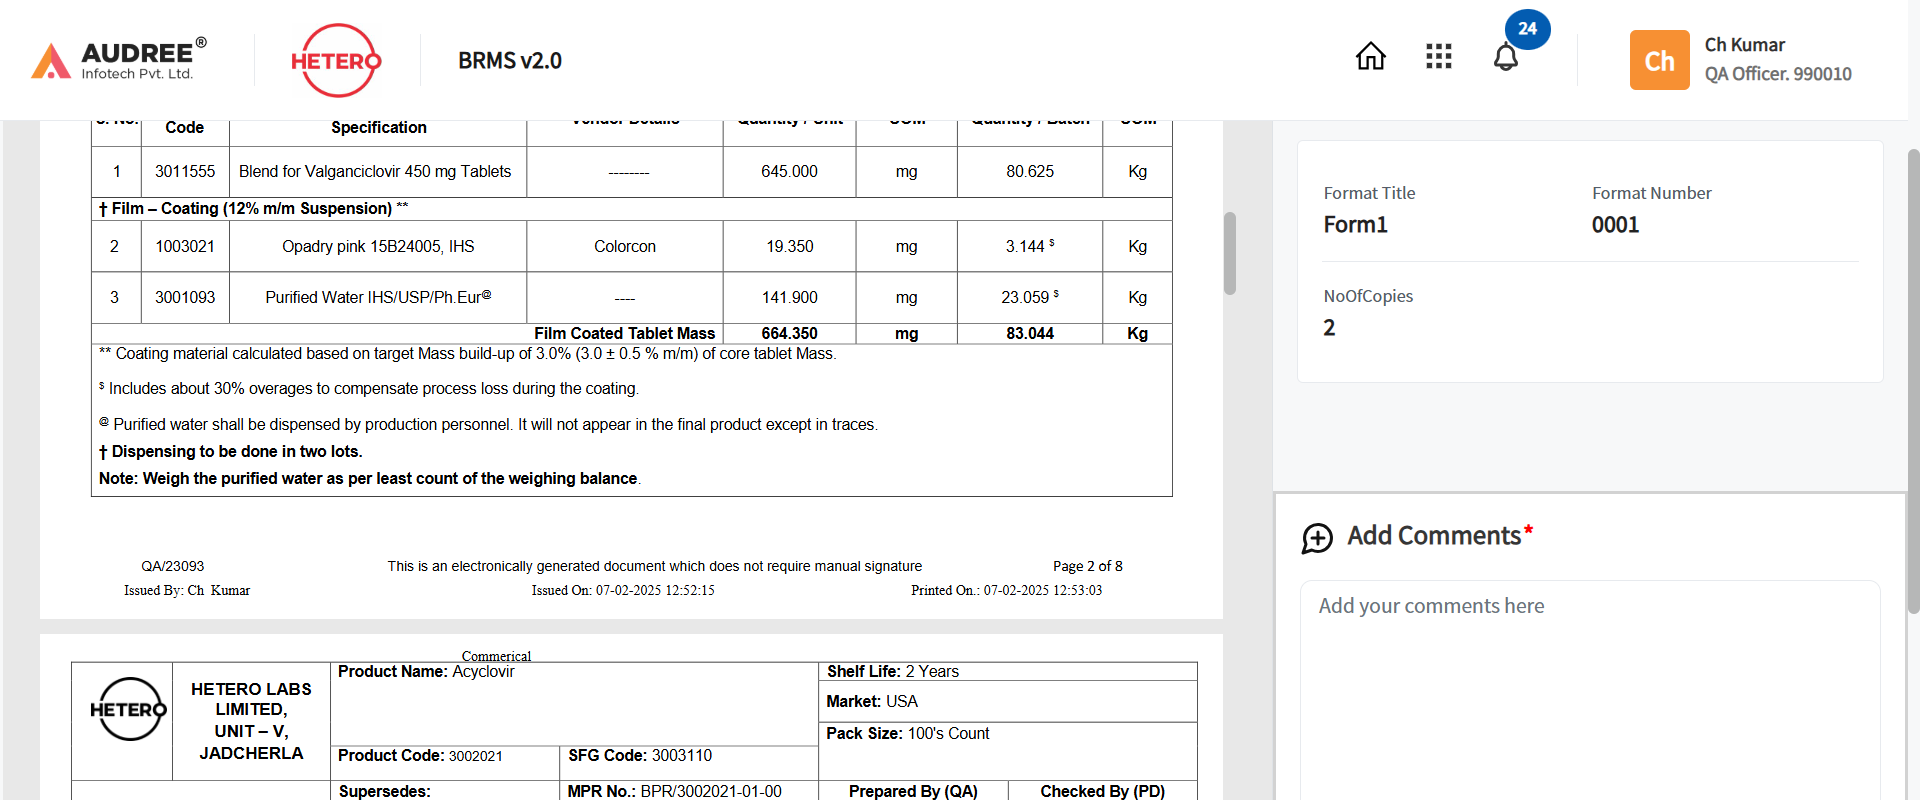 AUDREE®
Infotech Pvt. Ltd.
HETERO
BRMS v2.0
24
Ch
Ch Kumar
QA Officer. 990010
S. No. Code Specification Vendor Details Quantity / Unit UOM Quantity / Batch UOM
1 3011555 Blend for Valganciclovir 450 mg Tablets -------- 645.000 mg 80.625 Kg
† Film – Coating (12% m/m Suspension) **
2 1003021 Opadry pink 15B24005, IHS Colorcon 19.350 mg 3.144 $ Kg
3 3001093 Purified Water IHS/USP/Ph.Eur@ ---- 141.900 mg 23.059 $ Kg
Film Coated Tablet Mass 664.350 mg 83.044 Kg
** Coating material calculated based on target Mass build-up of 3.0% (3.0 ± 0.5 % m/m) of core tablet Mass.
$ Includes about 30% overages to compensate process loss during the coating.
@ Purified water shall be dispensed by production personnel. It will not appear in the final product except in traces.
† Dispensing to be done in two lots.
Note: Weigh the purified water as per least count of the weighing balance.
QA/23093 This is an electronically generated document which does not require manual signature Page 2 of 8
Issued By: Ch Kumar Issued On: 07-02-2025 12:52:15 Printed On.: 07-02-2025 12:53:03
Commerical
HETERO
HETERO LABS
LIMITED,
UNIT – V,
JADCHERLA
Product Name: Acyclovir
Shelf Life: 2 Years
Market: USA
Pack Size: 100's Count
Product Code: 3002021 SFG Code: 3003110
Supersedes: MPR No.: BPR/3002021-01-00 Prepared By (QA) Checked By (PD)
Format Title
Form1
Format Number
0001
NoOfCopies
2
Add Comments*
Add your comments here